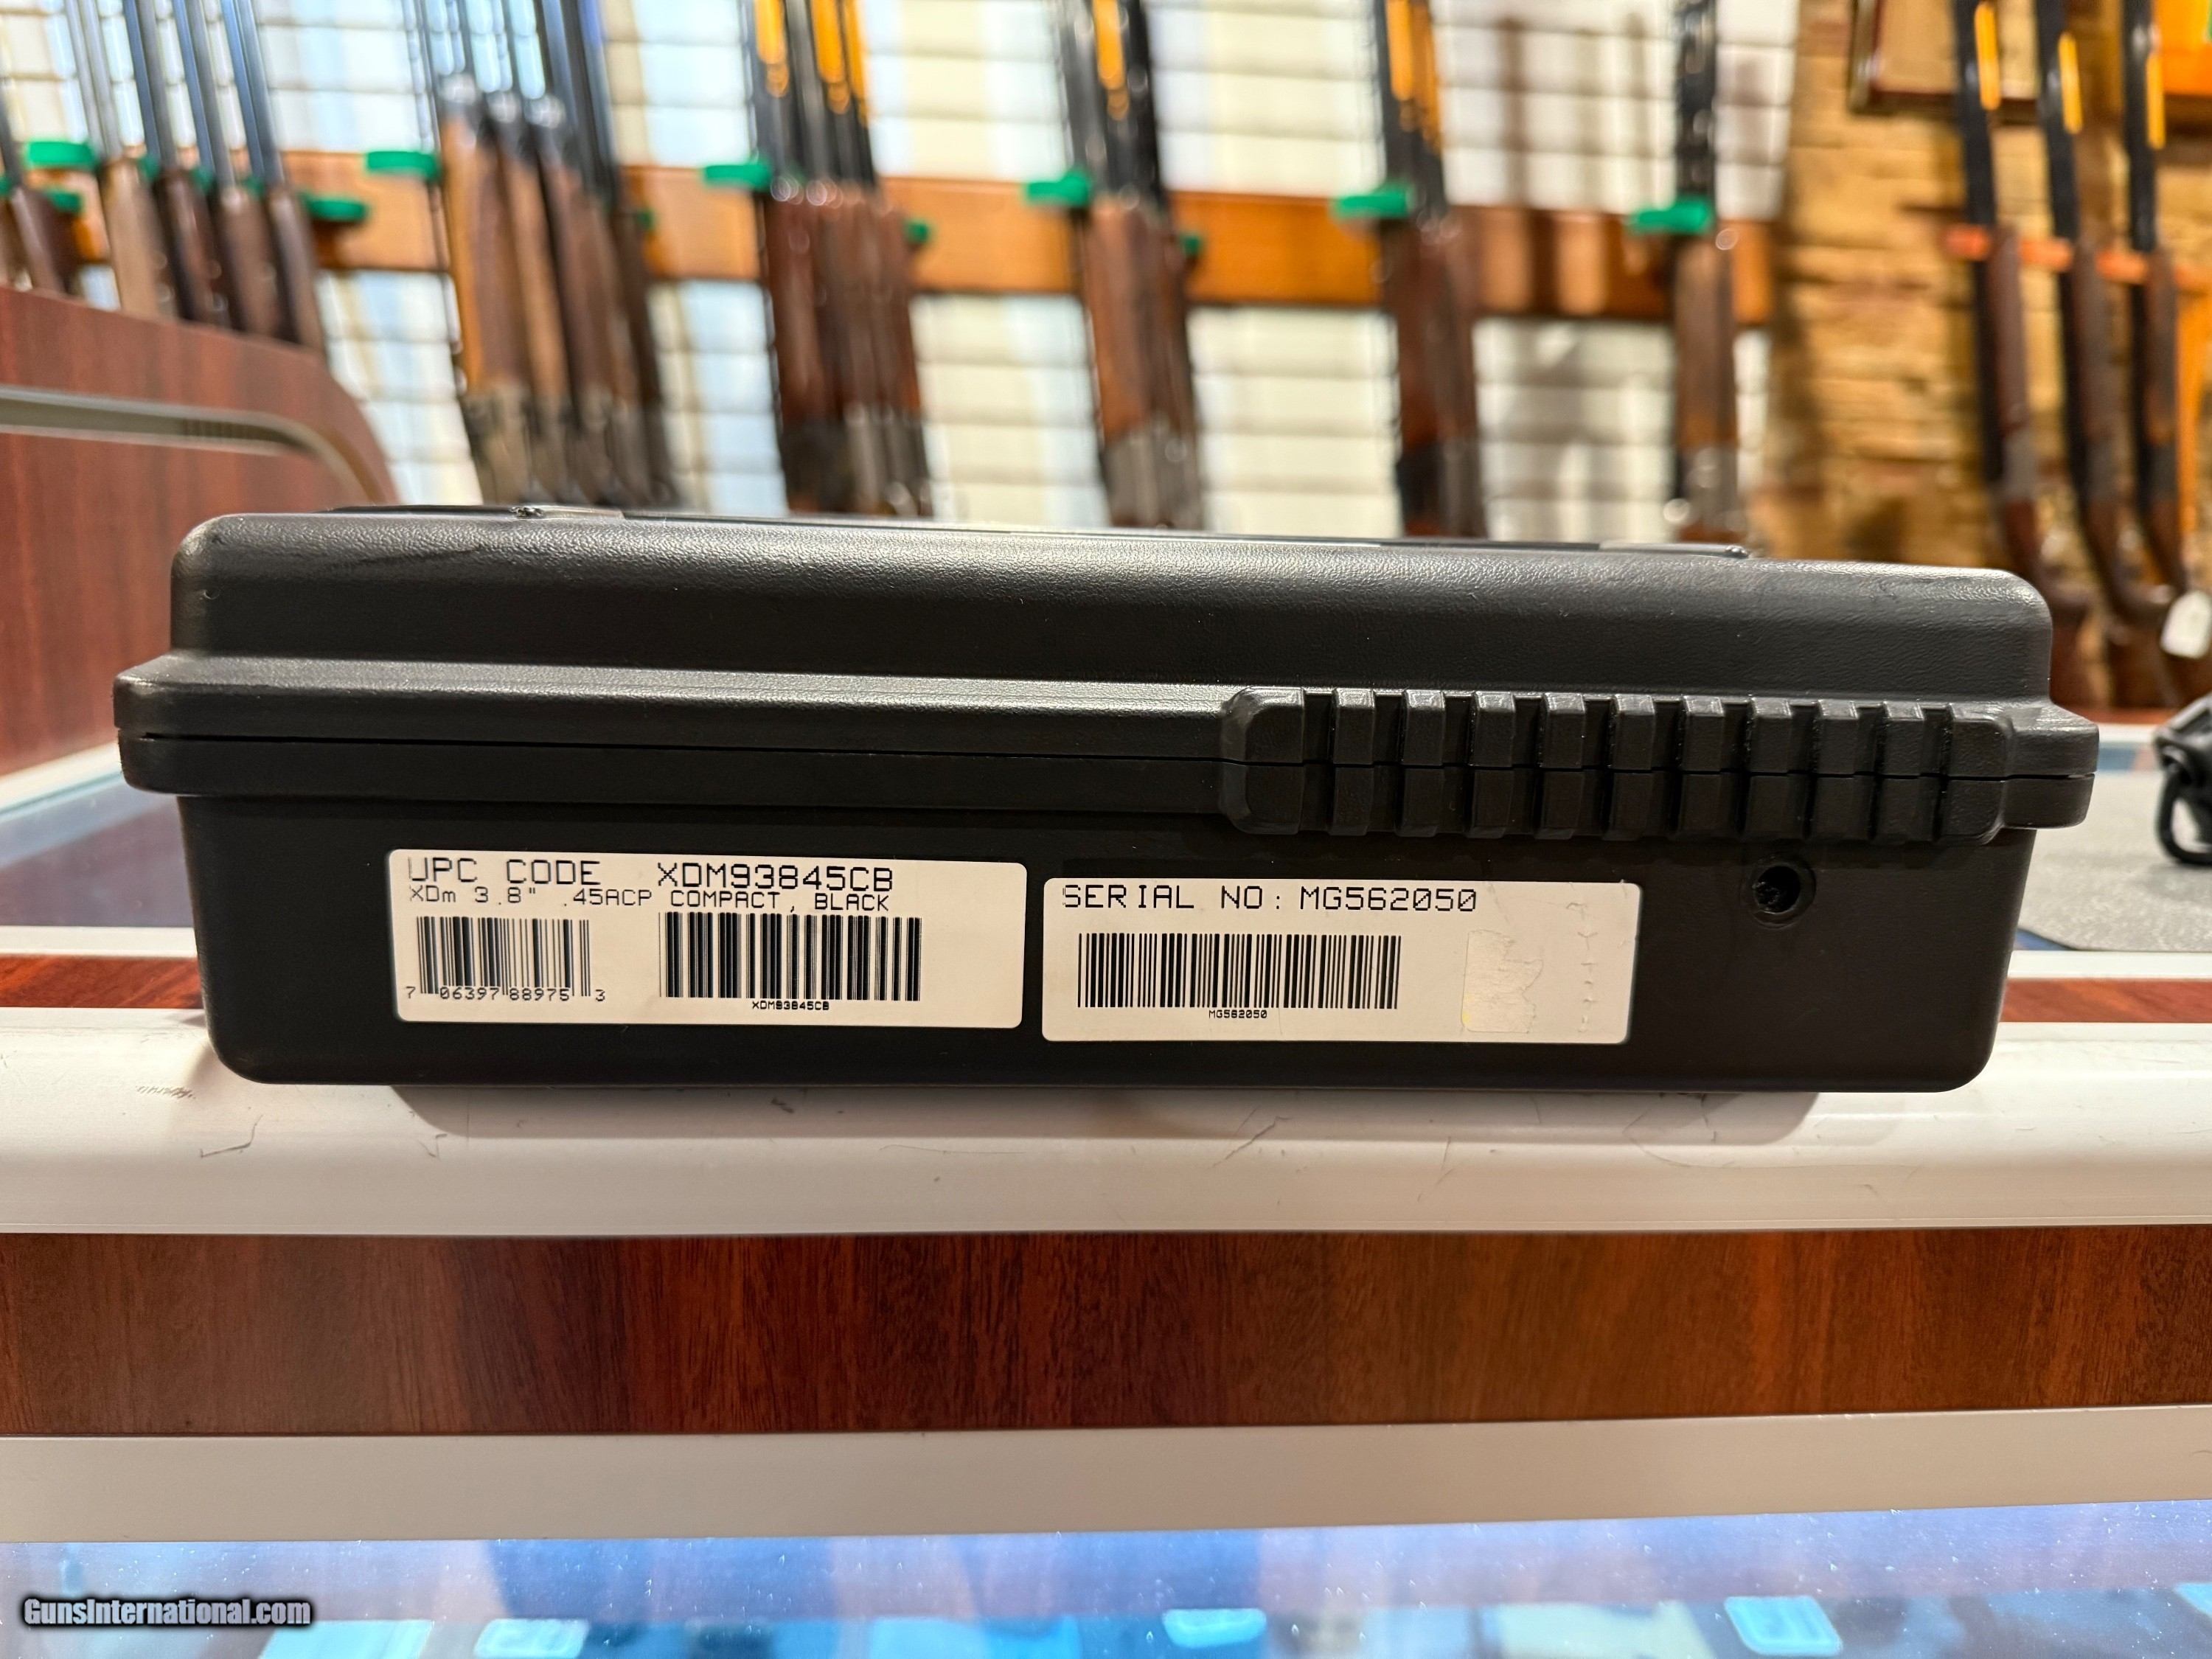 UPC CODE XDM93845CB
XDm 3.8" .45ACP COMPACT, BLACK
7 06397 88975 3
XDM93845CB
SERIAL NO: MG562050
MG562050
GunsInternational.com